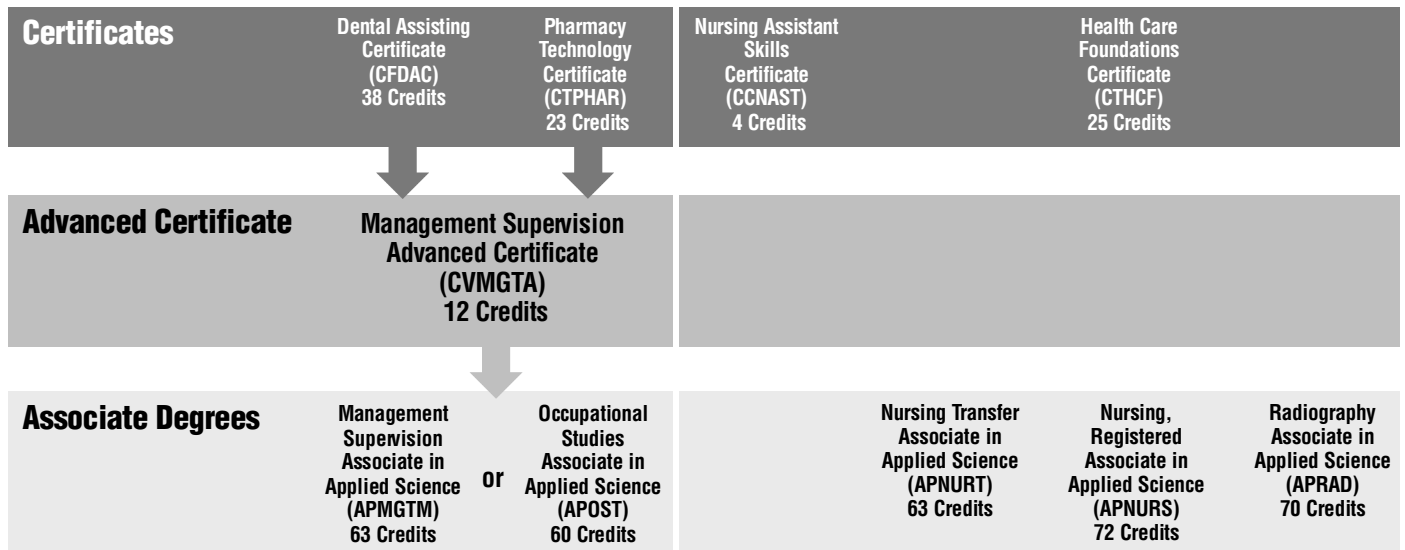 Certificates
Dental Assisting
Certificate
(CFDAC)
38 Credits
Pharmacy
Technology
Certificate
(CTPHAR)
23 Credits
Nursing Assistant
Skills
Certificate
(CCNAST)
4 Credits
Health Care
Foundations
Certificate
(CTHCF)
25 Credits
Advanced Certificate
Management Supervision
Advanced Certificate
(CVMGTA)
12 Credits
Associate Degrees
Management
Supervision
Associate in
Applied Science
(APMGTM)
63 Credits
or
Occupational
Studies
Associate in
Applied Science
(APOST)
60 Credits
Nursing Transfer
Associate in
Applied Science
(APNURT)
63 Credits
Nursing,
Registered
Associate in
Applied Science
(APNURS)
72 Credits
Radiography
Associate in
Applied Science
(APRAD)
70 Credits